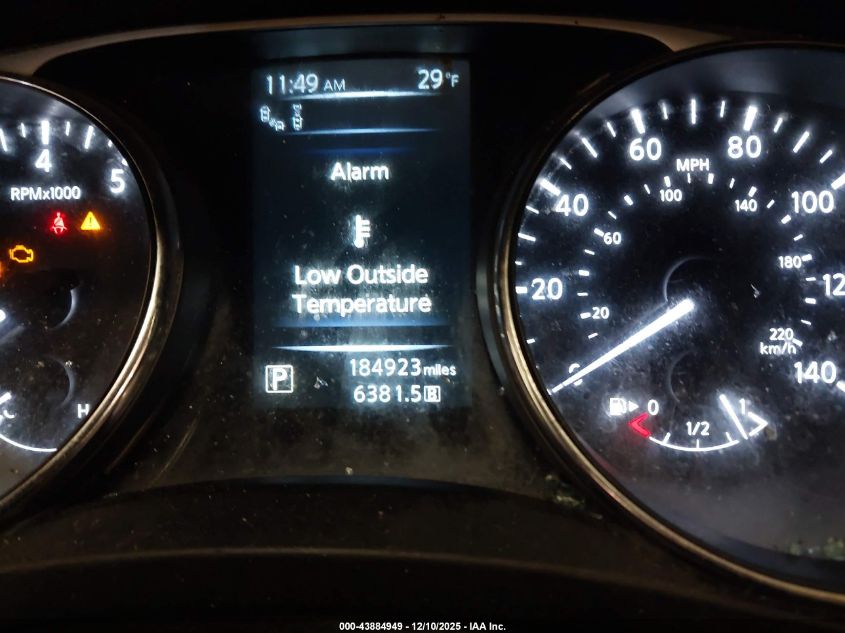 11:49 AM 29°F
Alarm
Low Outside
Temperature
P 184923 miles
6381.5 B
4
5
RPMx1000
H
C
0
20
40
60
80
100
12
140
MPH
20
60
100
140
180
220
km/h
0 1/2 1
000-43884949 - 12/10/2025 - IAA Inc.